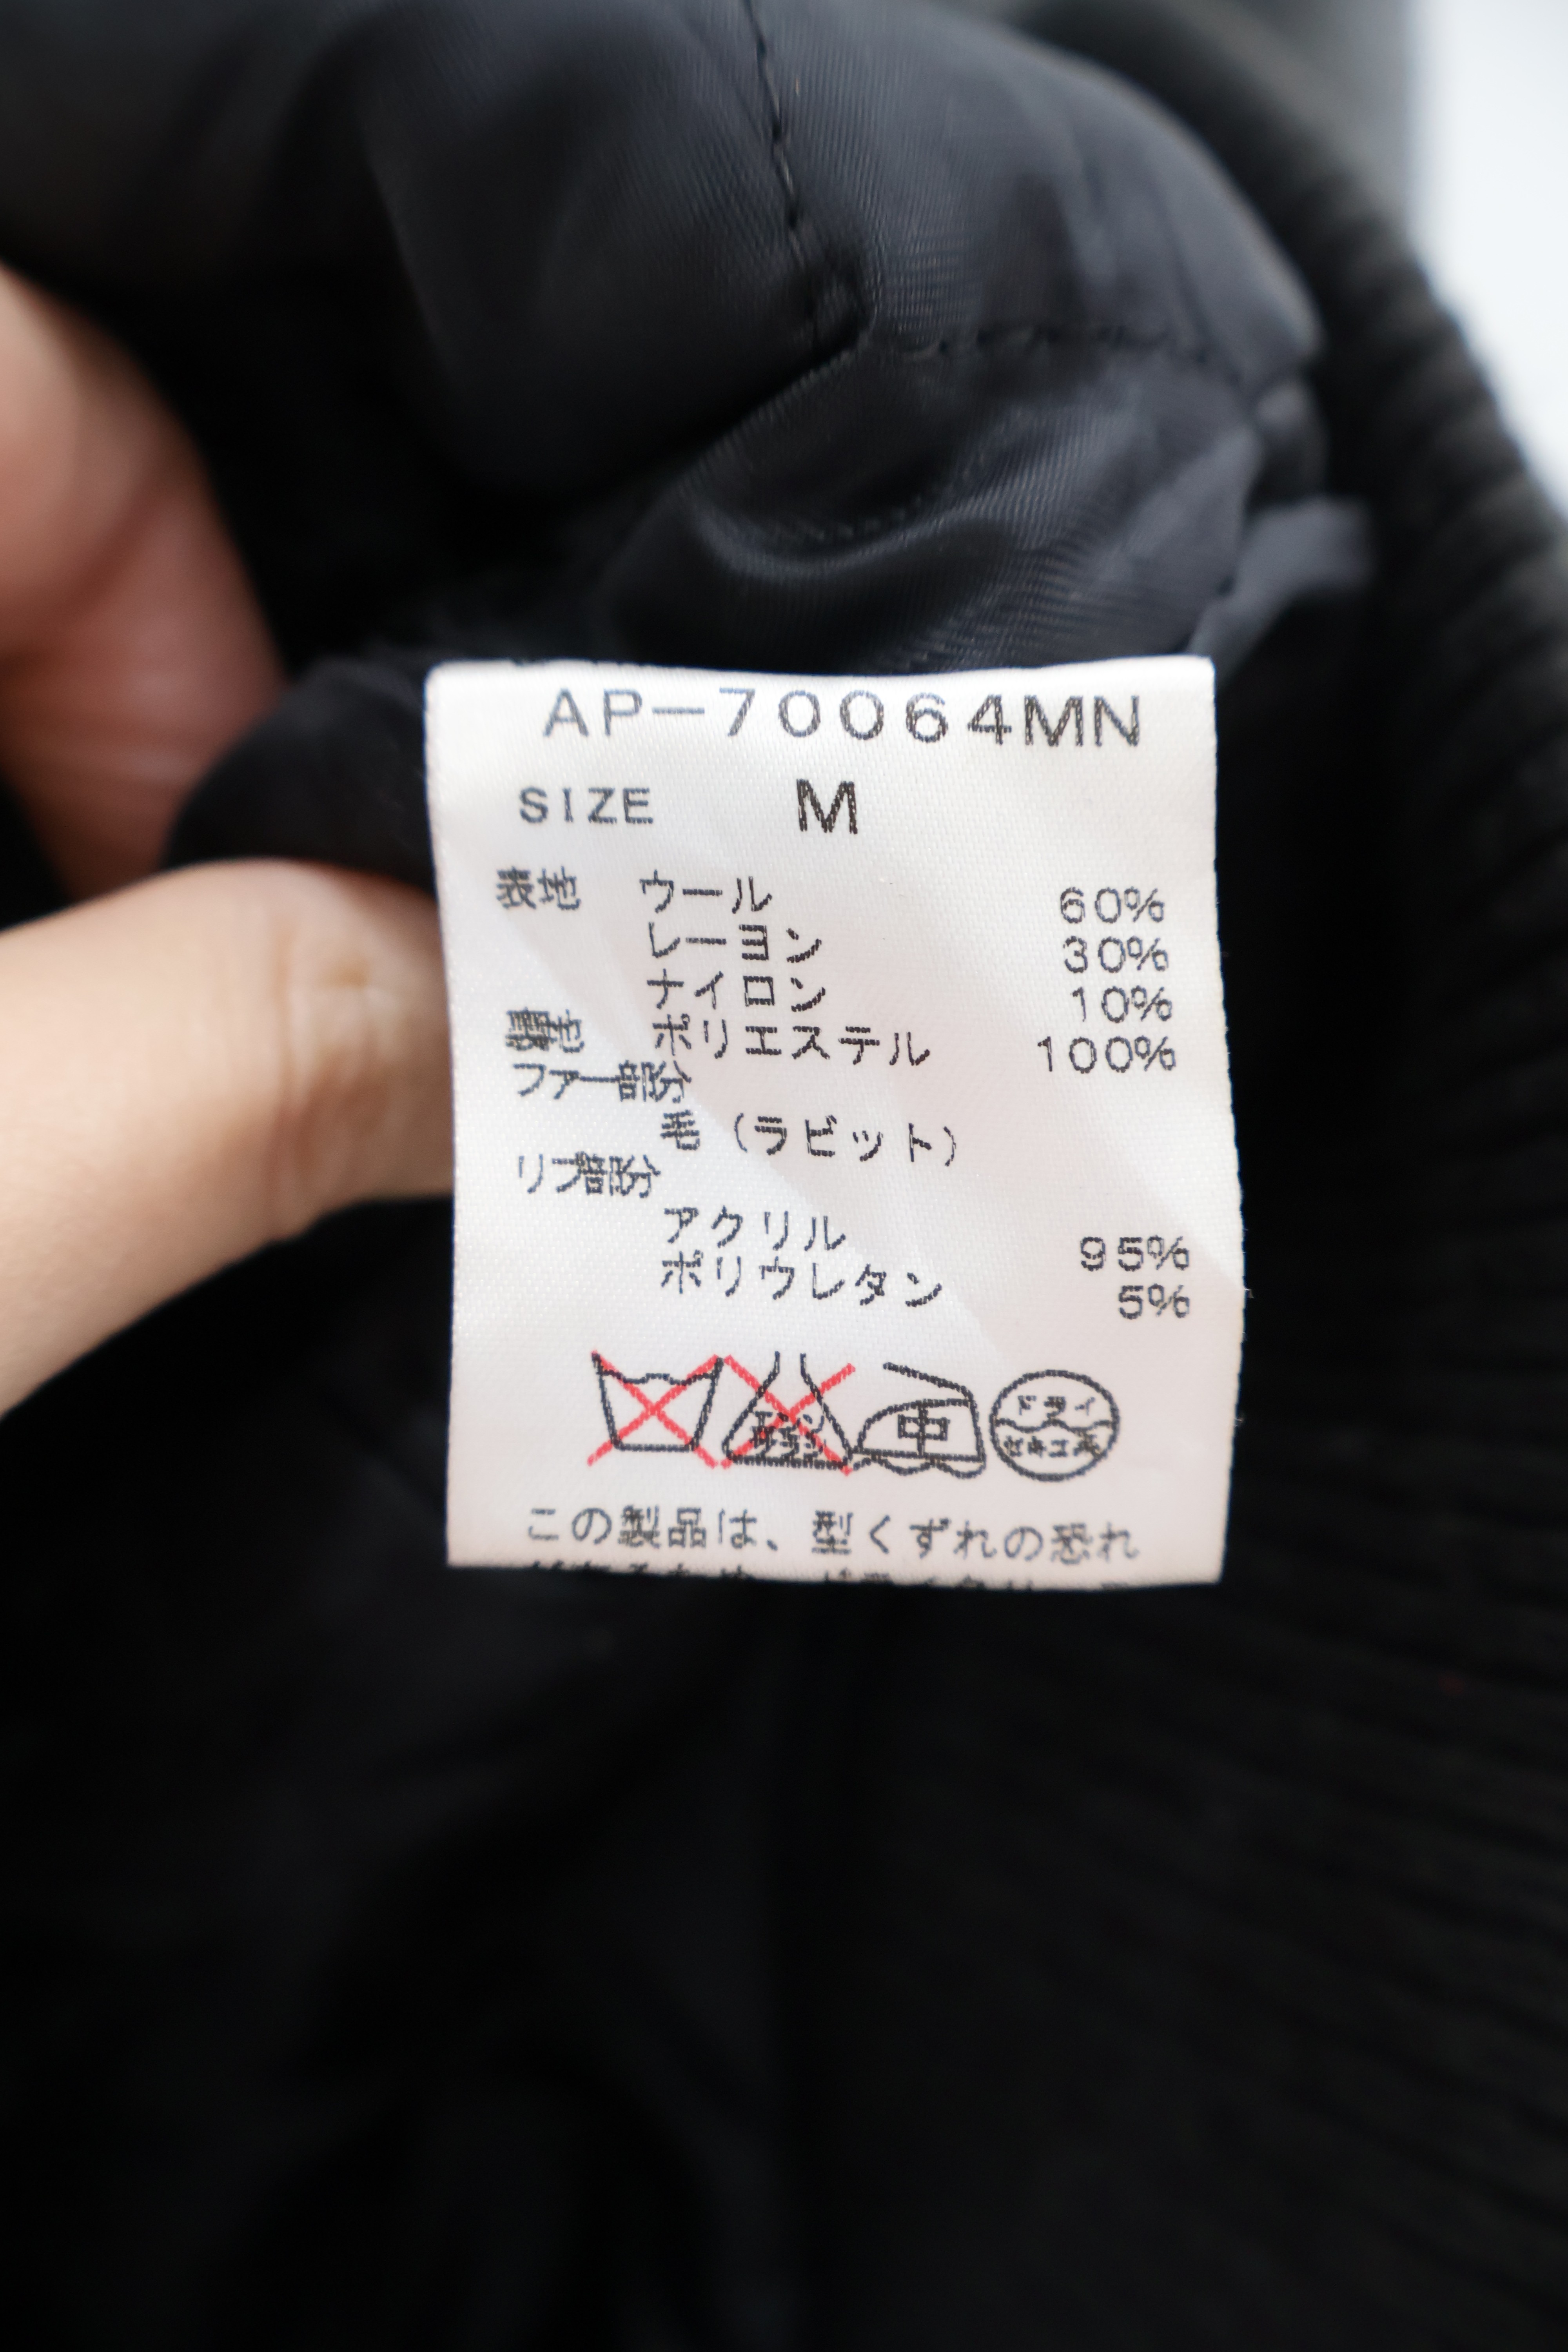 AP-70064MN
SIZE M
表地 ウール 60%
レーヨン 30%
ナイロン 10%
裏地 ポリエステル 100%
ファー部分
毛(ラビット)
リブ部分
アクリル 95%
ポリウレタン 5%
中 ドライ
この製品は、型くずれの恐れ